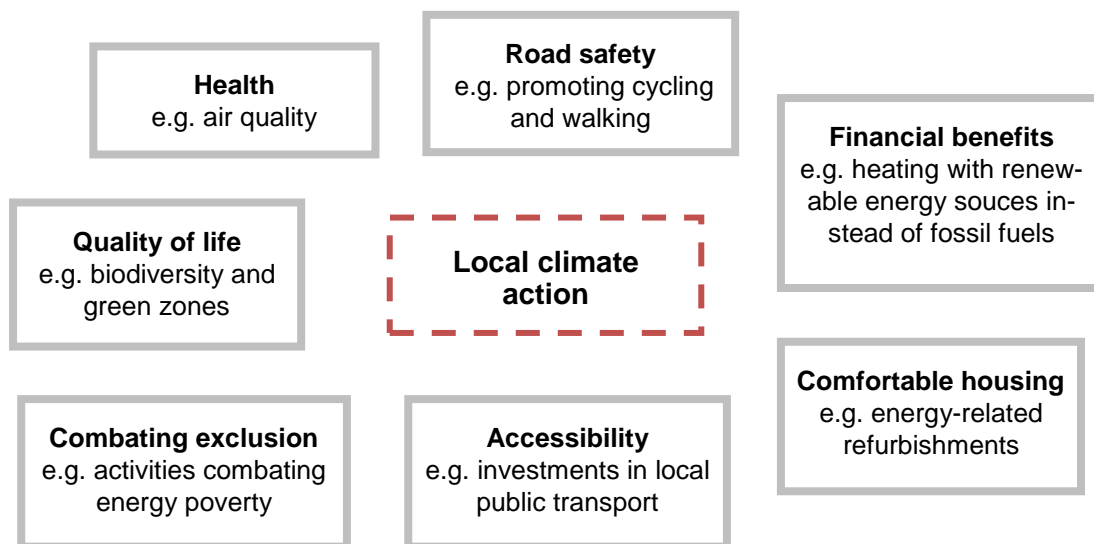 Health
e.g. air quality
Road safety
e.g. promoting cycling
and walking
Financial benefits
e.g. heating with renew-
able energy souces in-
stead of fossil fuels
Quality of life
e.g. biodiversity and
green zones
Local climate
action
Comfortable housing
e.g. energy-related
refurbishments
Combating exclusion
e.g. activities combating
energy poverty
Accessibility
e.g. investments in local
public transport